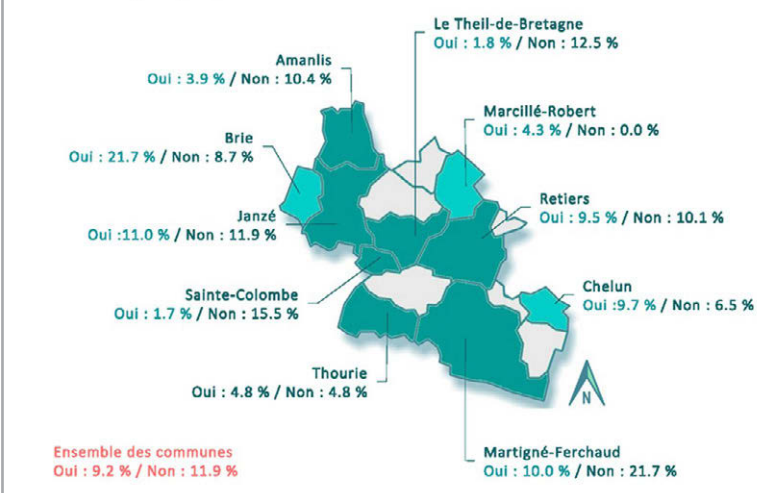 Le Theil-de-Bretagne
Oui : 1.8 % / Non : 12.5 %
Amanlis
Oui : 3.9 % / Non : 10.4 %
Marcillé-Robert
Oui : 4.3 % / Non : 0.0 %
Brie
Oui : 21.7 % / Non : 8.7 %
Retiers
Oui : 9.5 % / Non : 10.1 %
Janzé
Oui :11.0 % / Non : 11.9 %
Chelun
Oui :9.7 % / Non : 6.5 %
Sainte-Colombe
Oui : 1.7 % / Non : 15.5 %
Thourie
Oui : 4.8 % / Non : 4.8 %
N
Ensemble des communes
Oui : 9.2 % / Non : 11.9 %
Martigné-Ferchaud
Oui : 10.0 % / Non : 21.7 %